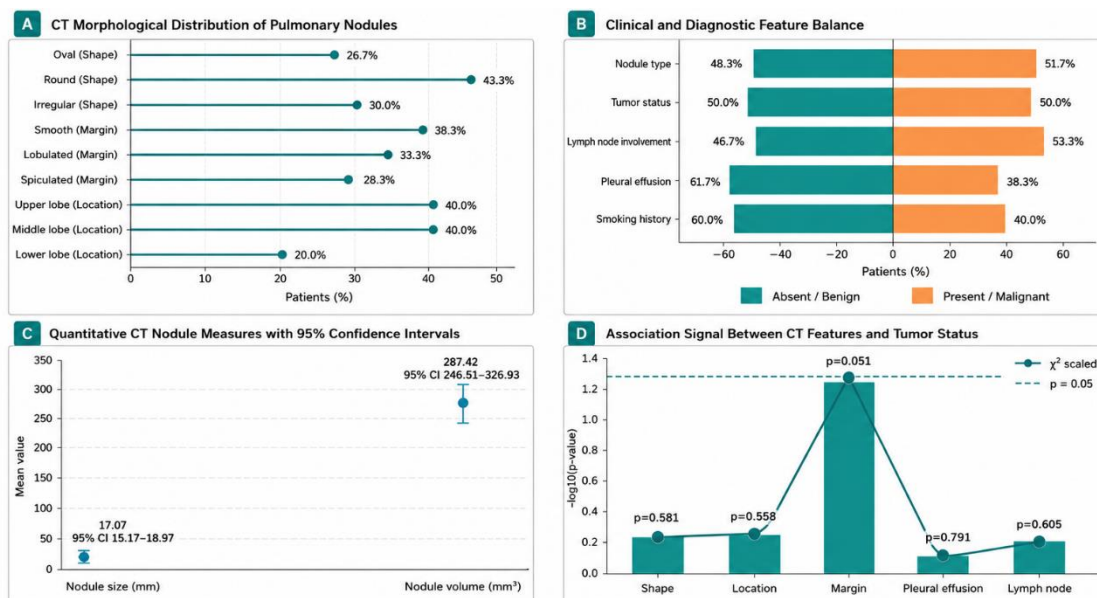 A CT Morphological Distribution of Pulmonary Nodules
Oval (Shape)
26.7%
Round (Shape)
43.3%
Irregular (Shape)
30.0%
Smooth (Margin)
38.3%
Lobulated (Margin)
33.3%
Spiculated (Margin)
28.3%
Upper lobe (Location)
40.0%
Middle lobe (Location)
40.0%
Lower lobe (Location)
20.0%
0 10 20 30 40 50
Patients (%)
B Clinical and Diagnostic Feature Balance
Nodule type
48.3% 51.7%
Tumor status
50.0% 50.0%
Lymph node involvement
46.7% 53.3%
Pleural effusion
61.7% 38.3%
Smoking history
60.0% 40.0%
−60 −40 −20 0 20 40 60
Patients (%)
Absent / Benign Present / Malignant
C Quantitative CT Nodule Measures with 95% Confidence Intervals
Mean value
350
300
250
200
150
100
50
0
287.42
95% CI 246.51–326.93
17.07
95% CI 15.17–18.97
Nodule size (mm) Nodule volume (mm³)
D Association Signal Between CT Features and Tumor Status
–log10(p-value)
1.4
1.2
1.0
0.8
0.6
0.4
0.2
0.0
χ² scaled
p = 0.05
p=0.581
p=0.558
p=0.051
p=0.791
p=0.605
Shape Location Margin Pleural effusion Lymph node